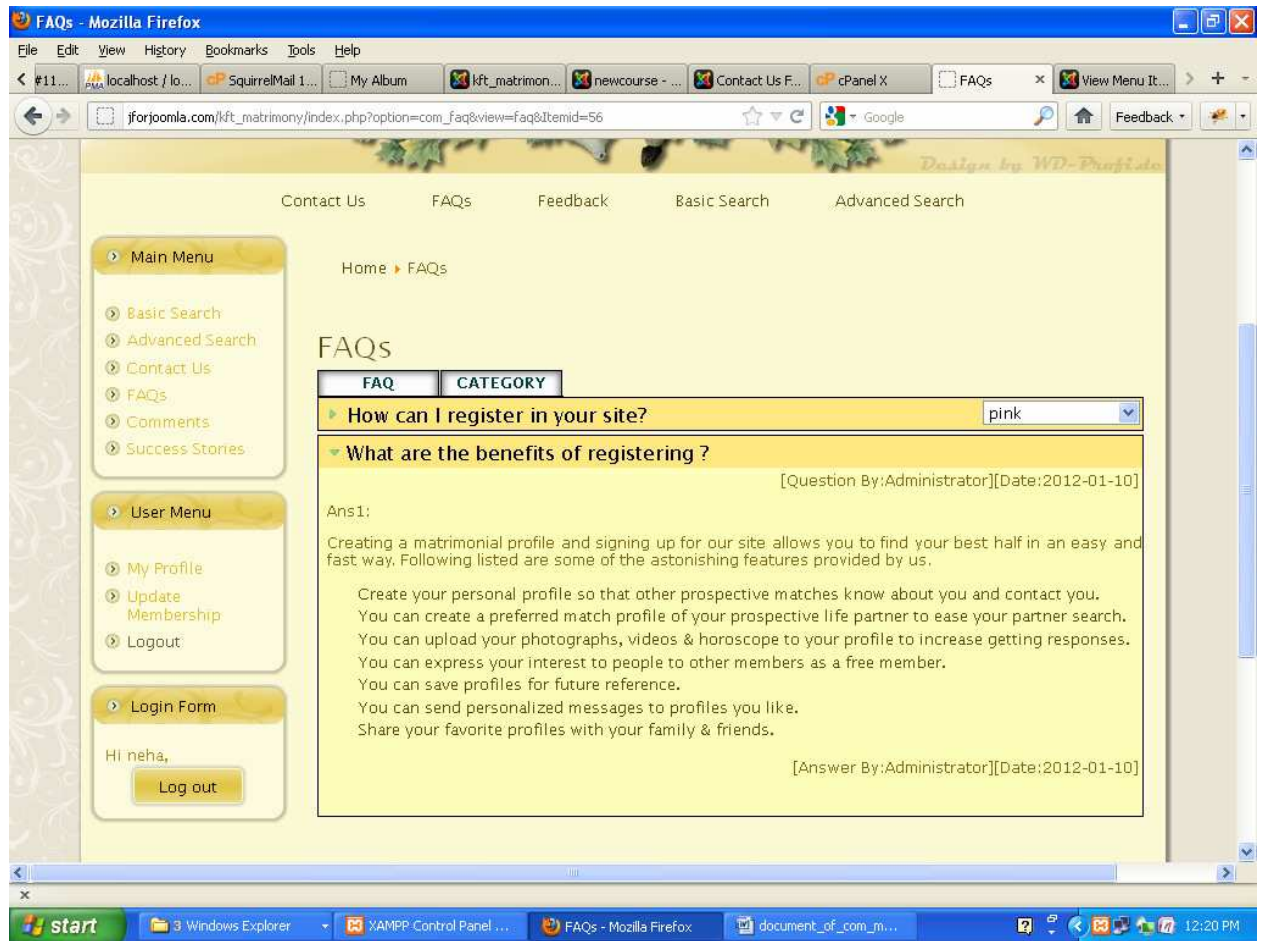 FAQs - Mozilla Firefox
File Edit View History Bookmarks Tools Help
#11... localhost / lo... SquirrelMail 1... My Album kft_matrimon... newcourse - ... Contact Us F... cPanel X FAQs View Menu It...
jforjoomla.com/kft_matrimony/index.php?option=com_faq&view=faq&Itemid=56 Google Feedback
Design by WD-Profi.de
Contact Us FAQs Feedback Basic Search Advanced Search
Main Menu
Basic Search
Advanced Search
Contact Us
FAQs
Comments
Success Stories
User Menu
My Profile
Update
Membership
Logout
Login Form
Hi neha,
Log out
Home FAQs
FAQs
FAQ CATEGORY
How can I register in your site? pink
What are the benefits of registering ?
[Question By:Administrator][Date:2012-01-10]
Ans1:
Creating a matrimonial profile and signing up for our site allows you to find your best half in an easy and
fast way. Following listed are some of the astonishing features provided by us.
Create your personal profile so that other prospective matches know about you and contact you.
You can create a preferred match profile of your prospective life partner to ease your partner search.
You can upload your photographs, videos & horoscope to your profile to increase getting responses.
You can express your interest to people to other members as a free member.
You can save profiles for future reference.
You can send personalized messages to profiles you like.
Share your favorite profiles with your family & friends.
[Answer By:Administrator][Date:2012-01-10]
start 3 Windows Explorer XAMPP Control Panel ... FAQs - Mozilla Firefox document_of_com_m... 12:20 PM